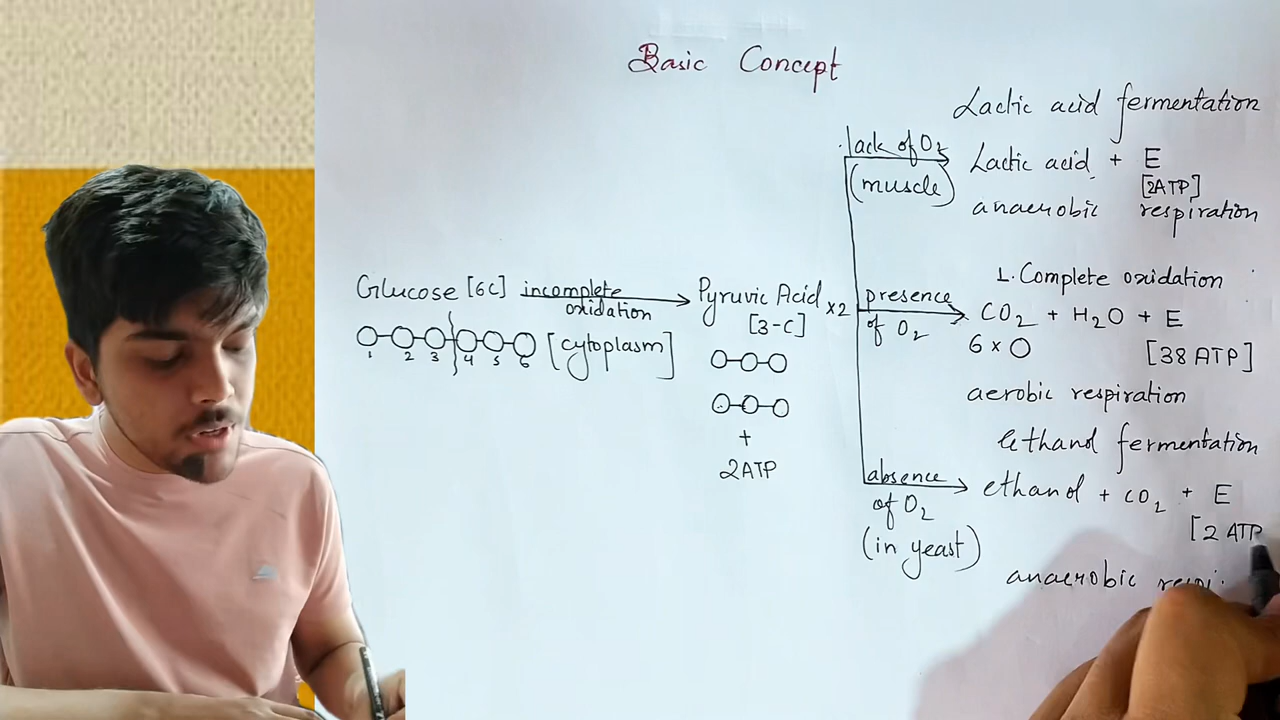 Basic Concept
Lactic acid fermentation
lack of O2
(muscle)
Lactic acid + E
[2ATP]
anaerobic respiration
Glucose [6C] incomplete oxidation
1 2 3 4 5 6
[cytoplasm]
Pyruvic Acid x2
[3-C]
+
2ATP
presence of O2
1. Complete oxidation
CO2 + H2O + E
6 x
[38 ATP]
aerobic respiration
ethanol fermentation
absence of O2
(in yeast)
ethanol + CO2 + E
[2 ATP
anaerobic